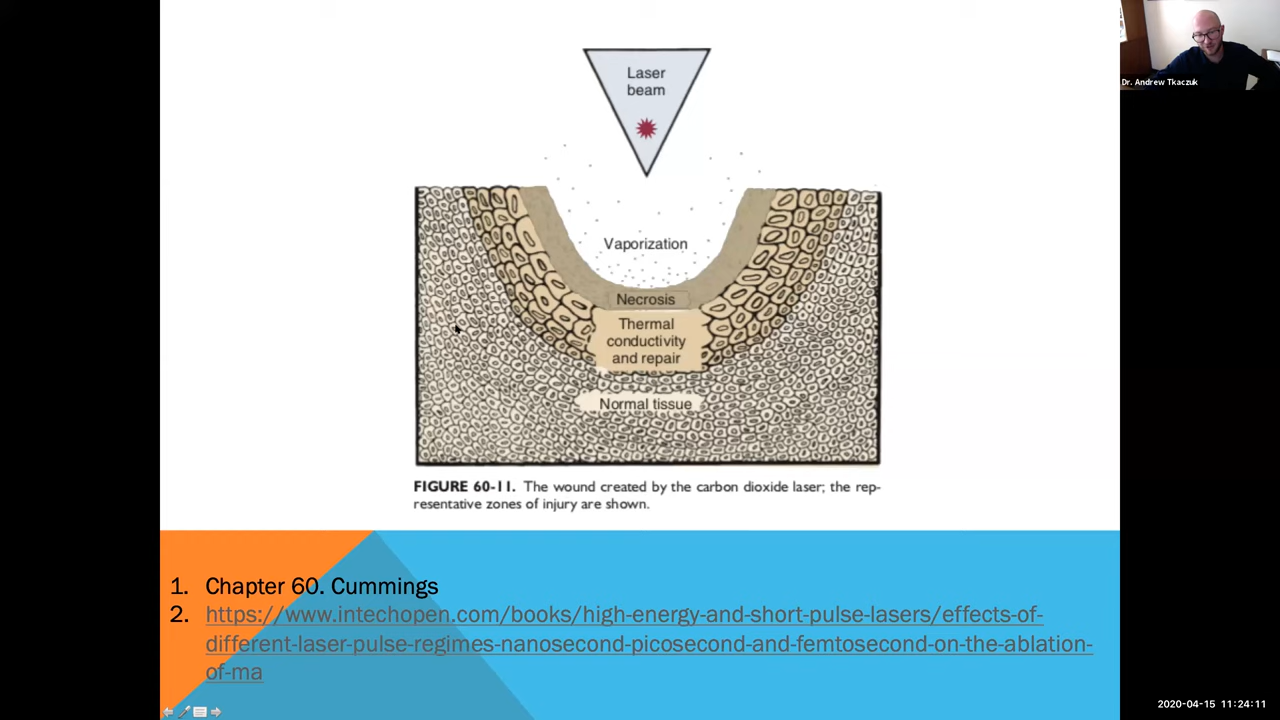 Laser
beam
Dr. Andrew Tkaczuk
Vaporization
Necrosis
Thermal
conductivity
and repair
Normal tissue
FIGURE 60-11. The wound created by the carbon dioxide laser; the rep-
resentative zones of injury are shown.
1. Chapter 60. Cummings
2. https://www.intechopen.com/books/high-energy-and-short-pulse-lasers/effects-of-
different-laser-pulse-regimes-nanosecond-picosecond-and-femtosecond-on-the-ablation-
of-ma
2020-04-15 11:24:11